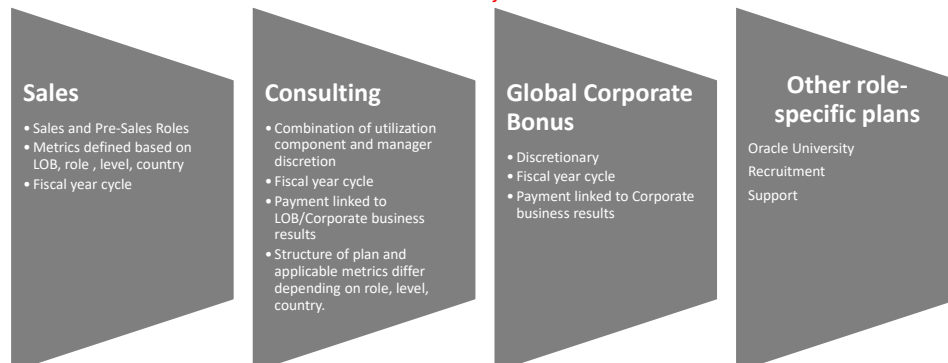 Sales
• Sales and Pre-Sales Roles
• Metrics defined based on
LOB, role , level, country
• Fiscal year cycle
Consulting
• Combination of utilization
component and manager
discretion
• Fiscal year cycle
• Payment linked to
LOB/Corporate business
results
• Structure of plan and
applicable metrics differ
depending on role, level,
country.
Global Corporate
Bonus
• Discretionary
• Fiscal year cycle
• Payment linked to Corporate
business results
Other role-
specific plans
Oracle University
Recruitment
Support